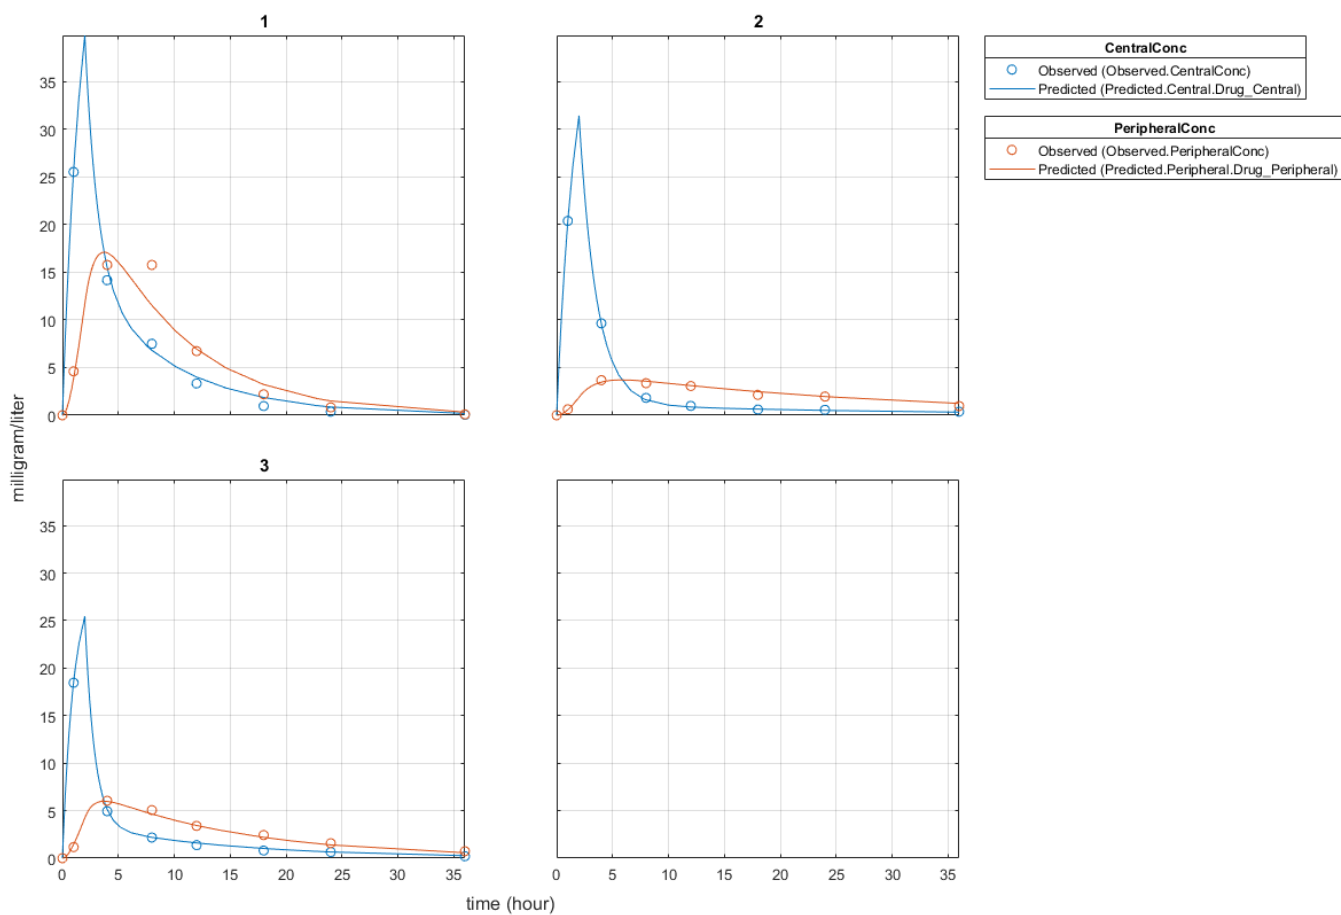 1
2
CentralConc
Observed (Observed.CentralConc)
Predicted (Predicted.Central.Drug_Central)
PeripheralConc
Observed (Observed.PeripheralConc)
Predicted (Predicted.Peripheral.Drug_Peripheral)
35
30
25
20
15
10
5
0
3
milligram/liter
35
30
25
20
15
10
5
0
0 5 10 15 20 25 30 35
0 5 10 15 20 25 30 35
time (hour)